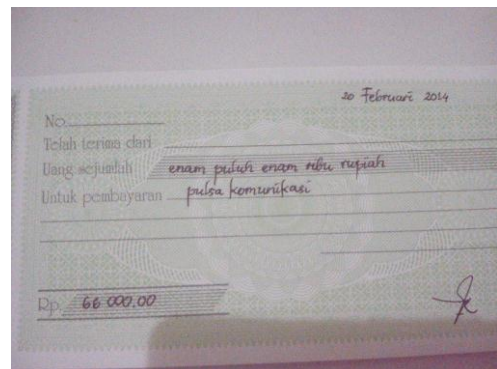 20 Februari 2014
No.
Telah terima dari
Uang sejumlah enam puluh enam ribu rupiah
Untuk pembayaran pulsa komunikasi
Rp. 66 000.00